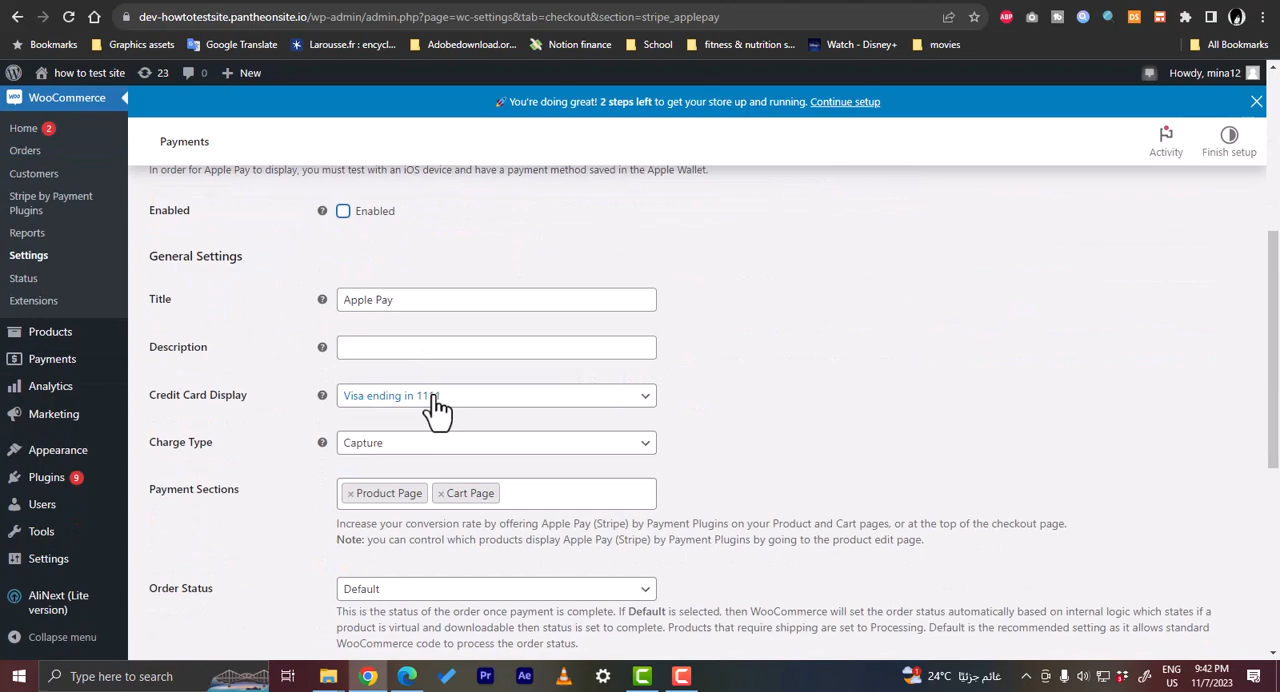 dev-howtotestsite.pantheonsite.io/wp-admin/admin.php?page=wc-settings&tab=checkout&section=stripe_applepay
ABP
DS
Bookmarks
Graphics assets
Google Translate
Larousse.fr : encycl...
Adobedownload.or...
Notion finance
School
fitness & nutrition s...
Watch - Disney+
movies
All Bookmarks
how to test site
23
0
New
Howdy, mina12
WooCommerce
🚀 You're doing great! 2 steps left to get your store up and running. Continue setup
Home 2
Orders
Customers
Stripe by Payment
Plugins
Reports
Settings
Status
Extensions
Products
Payments
Analytics
Marketing
Appearance
Plugins 9
Users
Tools
Settings
AliNext (Lite
version)
Collapse menu
Payments
Activity
Finish setup
In order for Apple Pay to display, you must test with an iOS device and have a payment method saved in the Apple Wallet.
Enabled
Enabled
General Settings
Title
Apple Pay
Description
Credit Card Display
Visa ending in 1111
Charge Type
Capture
Payment Sections
× Product Page
× Cart Page
Increase your conversion rate by offering Apple Pay (Stripe) by Payment Plugins on your Product and Cart pages, or at the top of the checkout page.
Note: you can control which products display Apple Pay (Stripe) by Payment Plugins by going to the product edit page.
Order Status
Default
This is the status of the order once payment is complete. If Default is selected, then WooCommerce will set the order status automatically based on internal logic which states if a
product is virtual and downloadable then status is set to complete. Products that require shipping are set to Processing. Default is the recommended setting as it allows standard
WooCommerce code to process the order status.
Type here to search
Pr
Ae
24°C
غائم جزئيًا
ENG
US
9:42 PM
11/7/2023